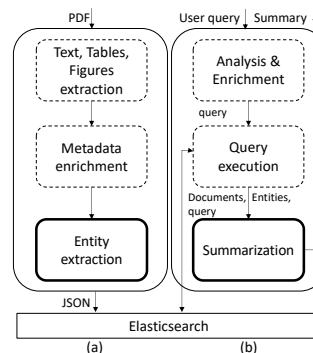 PDF
Text, Tables,
Figures
extraction
Metadata
enrichment
Entity
extraction
JSON
User query
Summary
Analysis &
Enrichment
query
Query
execution
Documents, Entities,
query
Summarization
Elasticsearch
(a)
(b)